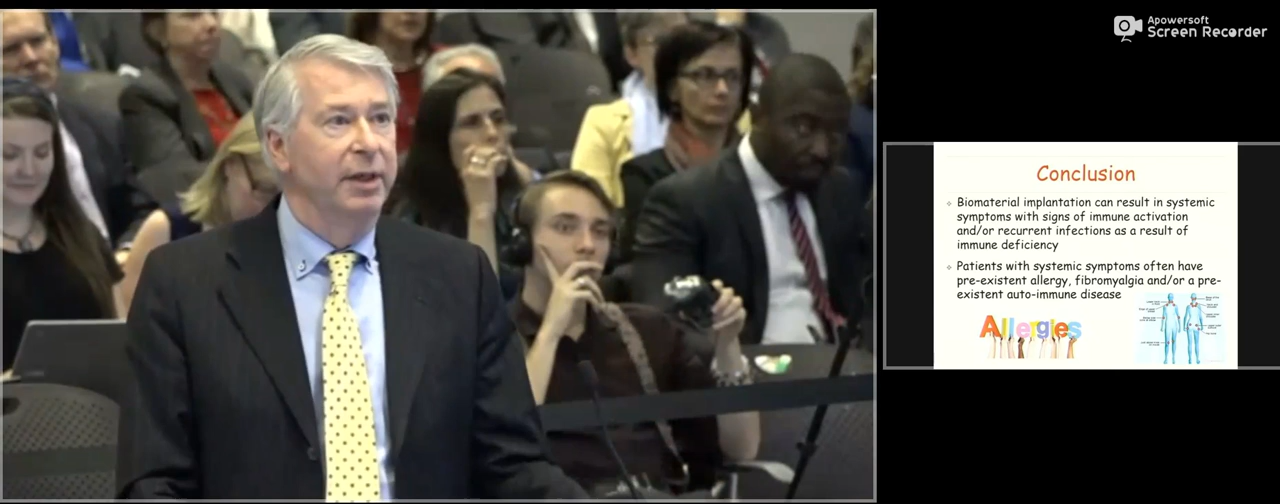 Apowersoft
Screen Recorder
Conclusion
Biomaterial implantation can result in systemic
symptoms with signs of immune activation
and/or recurrent infections as a result of
immune deficiency
Patients with systemic symptoms often have
pre-existent allergy, fibromyalgia and/or a pre-
existent auto-immune disease
Allergies